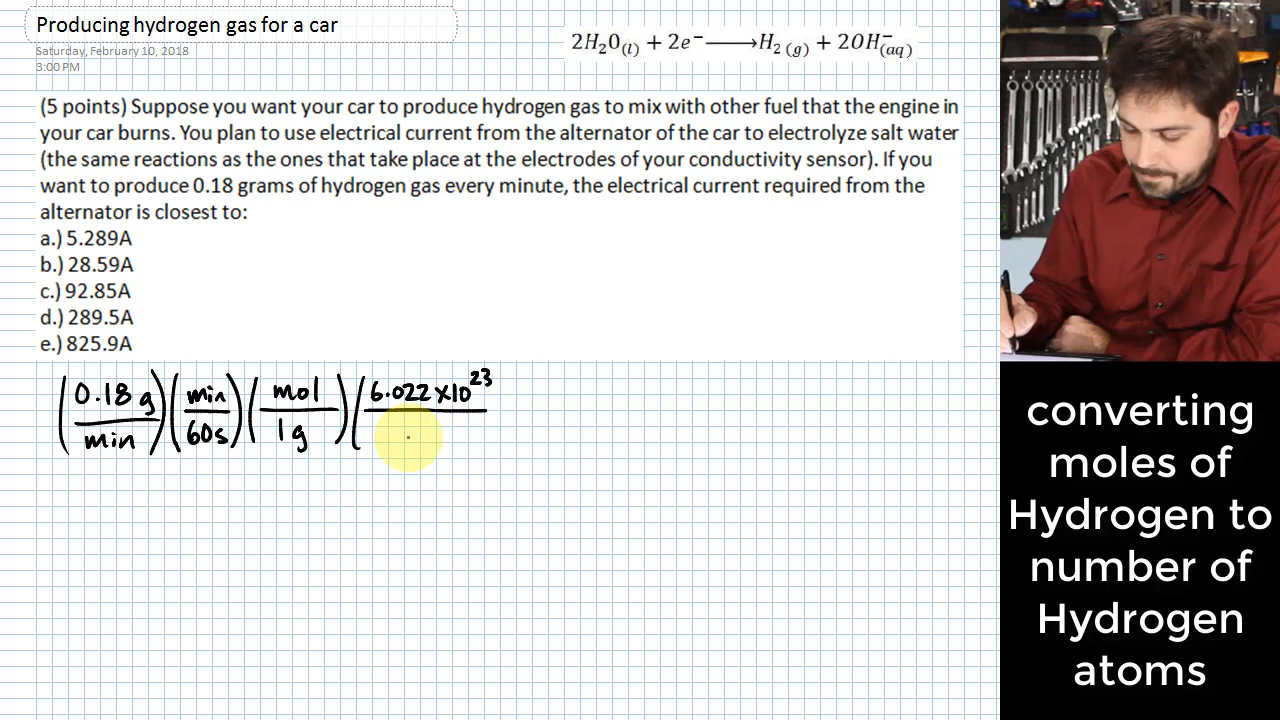 Producing hydrogen gas for a car
Saturday, February 10, 2018
3:00 PM
2H₂O₍l₎ + 2e⁻ ⟶ H₂ ₍g₎ + 2OH⁻₍aq₎
(5 points) Suppose you want your car to produce hydrogen gas to mix with other fuel that the engine in
your car burns. You plan to use electrical current from the alternator of the car to electrolyze salt water
(the same reactions as the ones that take place at the electrodes of your conductivity sensor). If you
want to produce 0.18 grams of hydrogen gas every minute, the electrical current required from the
alternator is closest to:
a.) 5.289A
b.) 28.59A
c.) 92.85A
d.) 289.5A
e.) 825.9A
(0.18 g / min) (min / 60s) (mol / 1g) (6.022 x10²³
converting
moles of
Hydrogen to
number of
Hydrogen
atoms